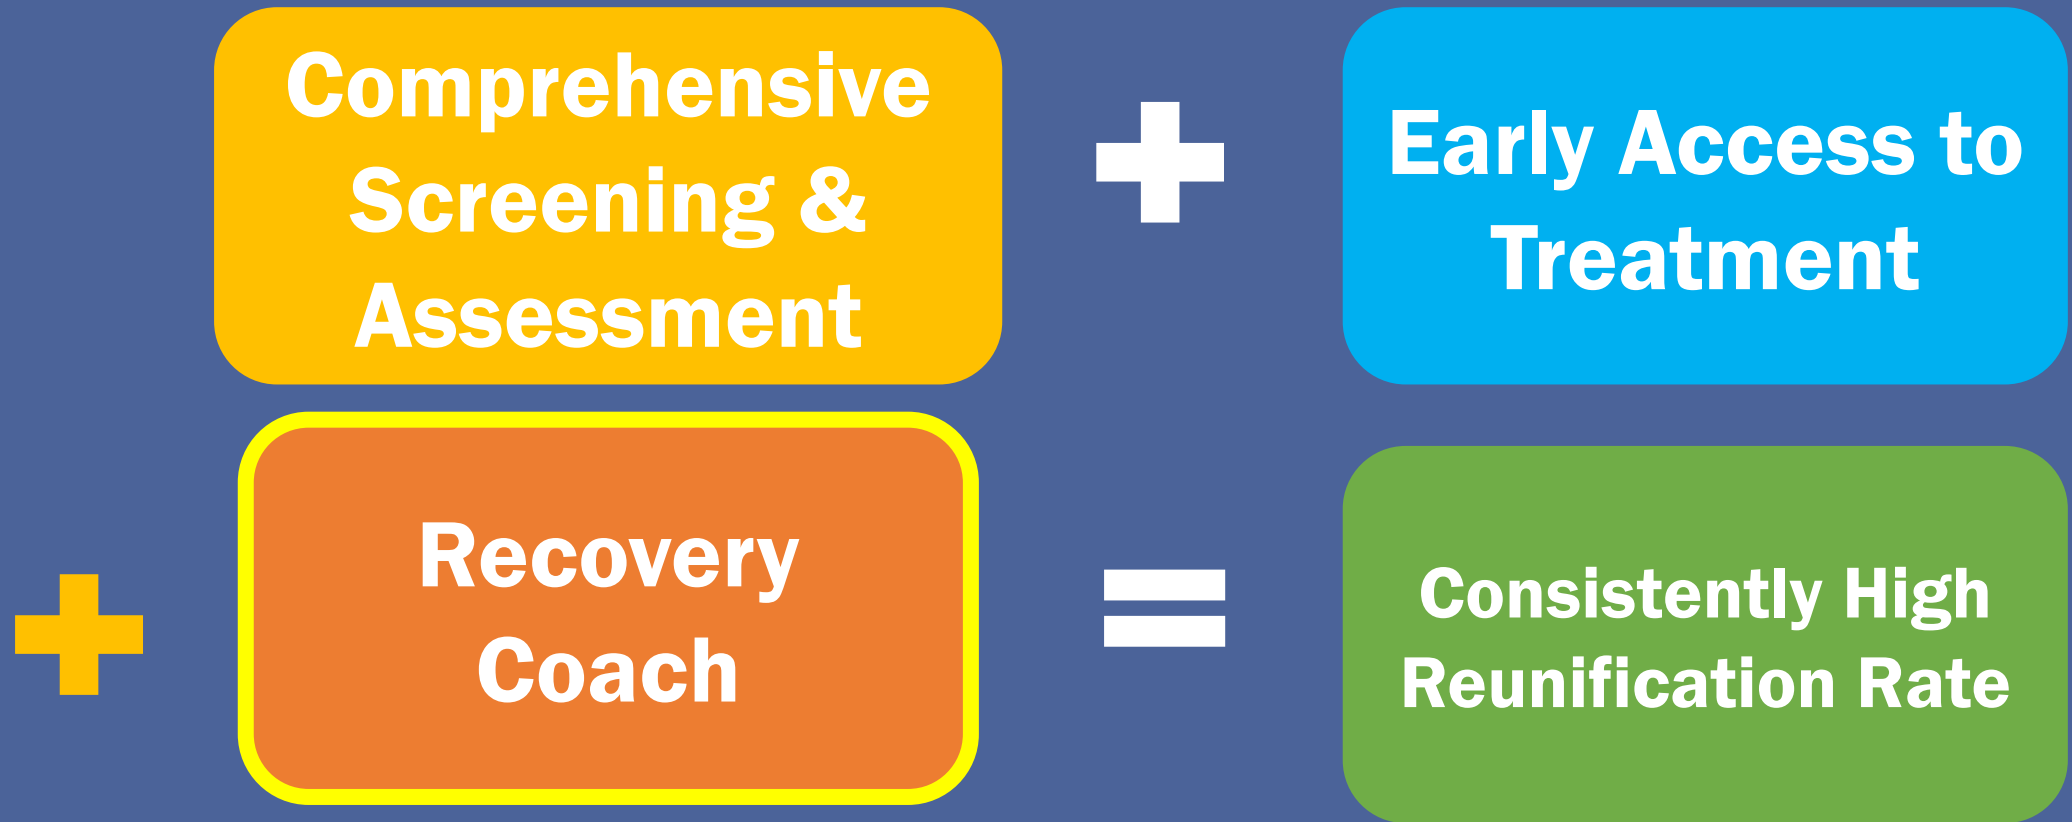 Comprehensive
Screening &
Assessment
+
Early Access to
Treatment
+
Recovery
Coach
=
Consistently High
Reunification Rate